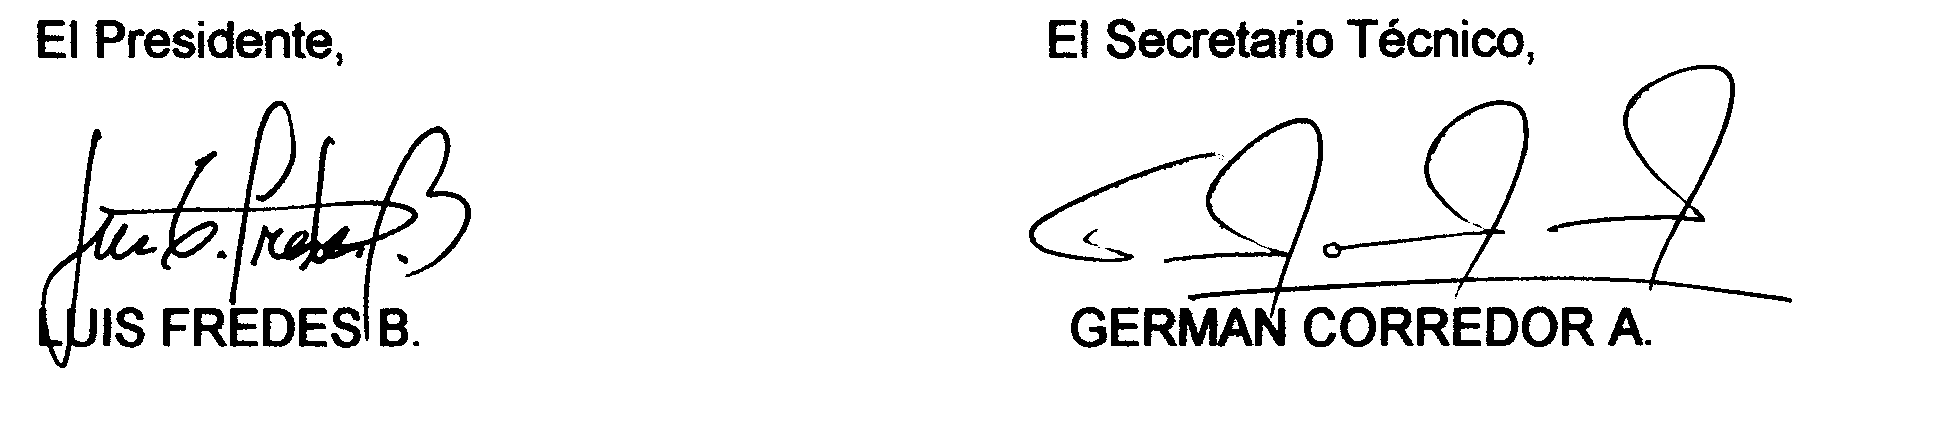 El Presidente,
LUIS FREDES B.
El Secretario Técnico,
GERMAN CORREDOR A.